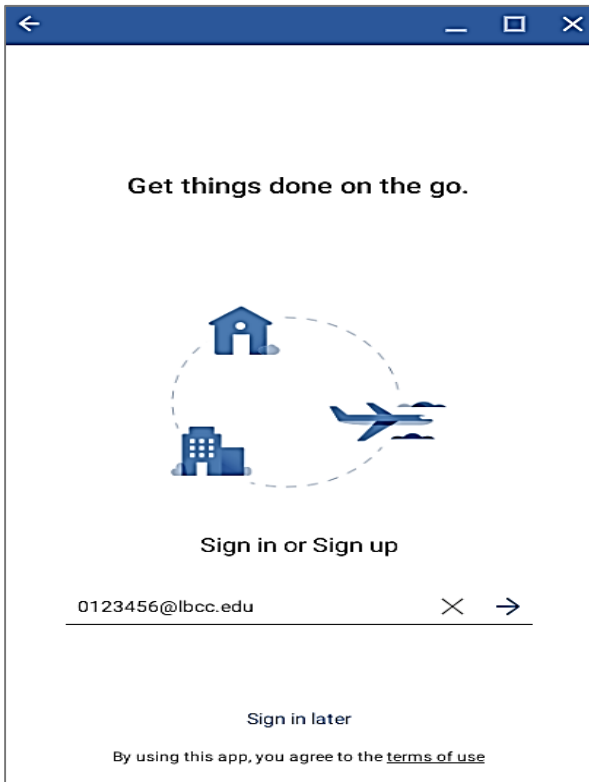 Get things done on the go.
Sign in or Sign up
0123456@lbcc.edu
Sign in later
By using this app, you agree to the terms of use